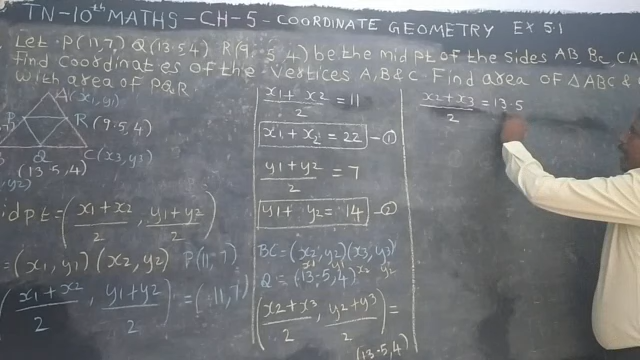 TN-10th MATHS-CH-5-COORDINATE GEOMETRY EX 5.1
Let P(11,7) Q(13.5,4) R(9.5,4) be the mid pt of the sides AB, BC, CA
Find Coordinates of the vertices A, B & C. Find area of △ABC &
with area of PQR.
A(x1,y1)
R(9.5,4)
B
Q
C(x3,y3)
(13.5,4)
y2)
id pt = (x1+x2/2, y1+y2/2)
= (x1,y1) (x2,y2) P(11,7)
(x1+x2/2, y1+y2/2) = (11,7)
x1+x2/2 = 11
x1+x2 = 22 -①
y1+y2/2 = 7
y1+y2 = 14 -②
BC = (x2,y2)(x3,y3)
x1 y1 x2 y2
Q = (13.5,4)
(x2+x3/2, y2+y3/2) =
(13.5,4)
x2+x3/2 = 13.5